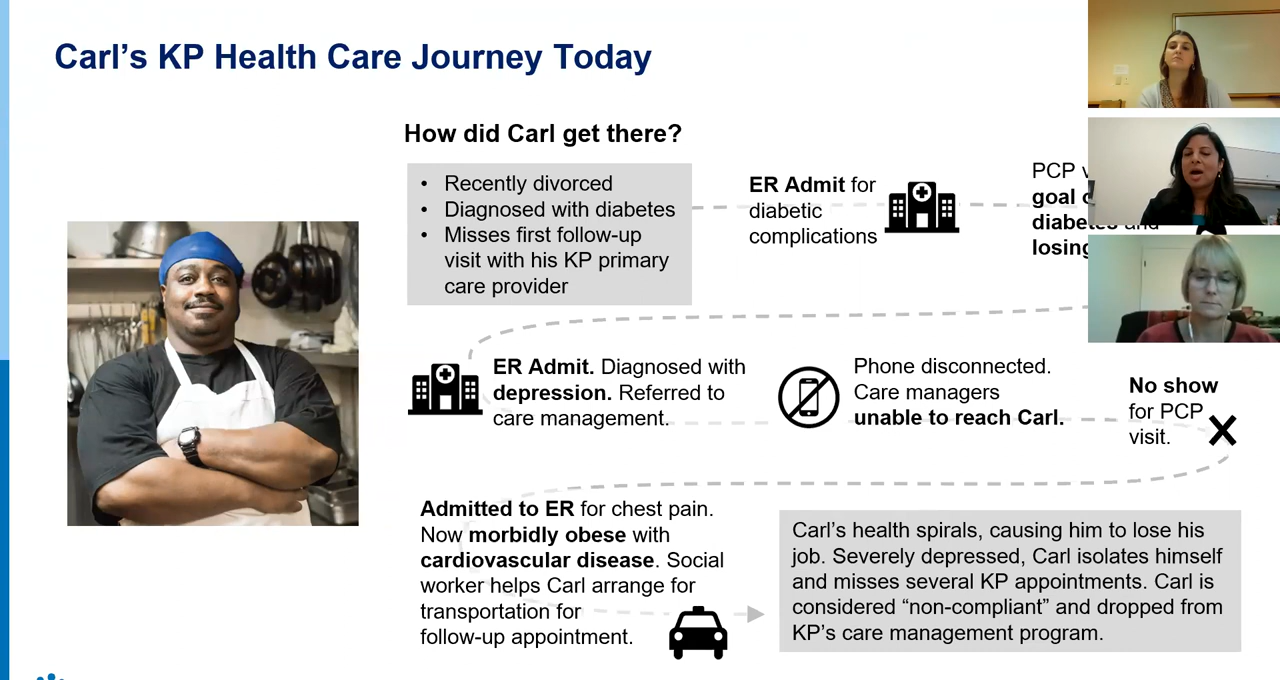 Carl’s KP Health Care Journey Today
How did Carl get there?
• Recently divorced
• Diagnosed with diabetes
• Misses first follow-up
visit with his KP primary
care provider
ER Admit for
diabetic
complications
PCP
goal
diabetes and
losing
ER Admit. Diagnosed with
depression. Referred to
care management.
Phone disconnected.
Care managers
unable to reach Carl.
No show
for PCP
visit.
Admitted to ER for chest pain.
Now morbidly obese with
cardiovascular disease. Social
worker helps Carl arrange for
transportation for
follow-up appointment.
Carl’s health spirals, causing him to lose his
job. Severely depressed, Carl isolates himself
and misses several KP appointments. Carl is
considered “non-compliant” and dropped from
KP’s care management program.